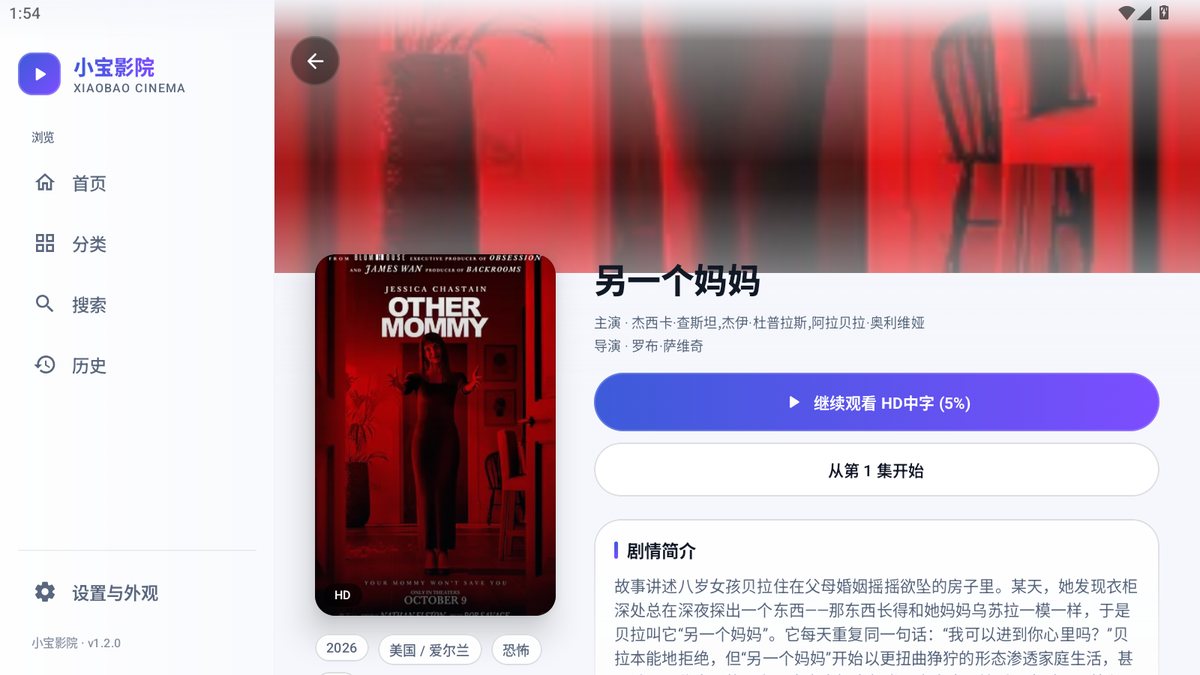 1:54
小宝影院
XIAOBAO CINEMA
浏览
首页
分类
搜索
历史
设置与外观
小宝影院 · v1.2.0
FROM BLUMHOUSE EXECUTIVE PRODUCER OF OBSESSION
AND JAMES WAN PRODUCER OF BACKROOMS
JESSICA CHASTAIN
OTHER
MOMMY
YOUR MOMMY WON'T SAVE YOU
ONLY IN THEATERS
OCTOBER 9
HD
2026
美国 / 爱尔兰
恐怖
另一个妈妈
主演 · 杰西卡·查斯坦,杰伊·杜普拉斯,阿拉贝拉·奥利维娅
导演 · 罗布·萨维奇
继续观看 HD中字 (5%)
从第 1 集开始
剧情简介
故事讲述八岁女孩贝拉住在父母婚姻摇摇欲坠的房子里。某天，她发现衣柜
深处总在深夜探出一个东西——那东西长得和她妈妈乌苏拉一模一样，于是
贝拉叫它“另一个妈妈”。它每天重复同一句话：“我可以进到你心里吗？”贝
拉本能地拒绝，但“另一个妈妈”开始以更扭曲狰狞的形态渗透家庭生活，甚